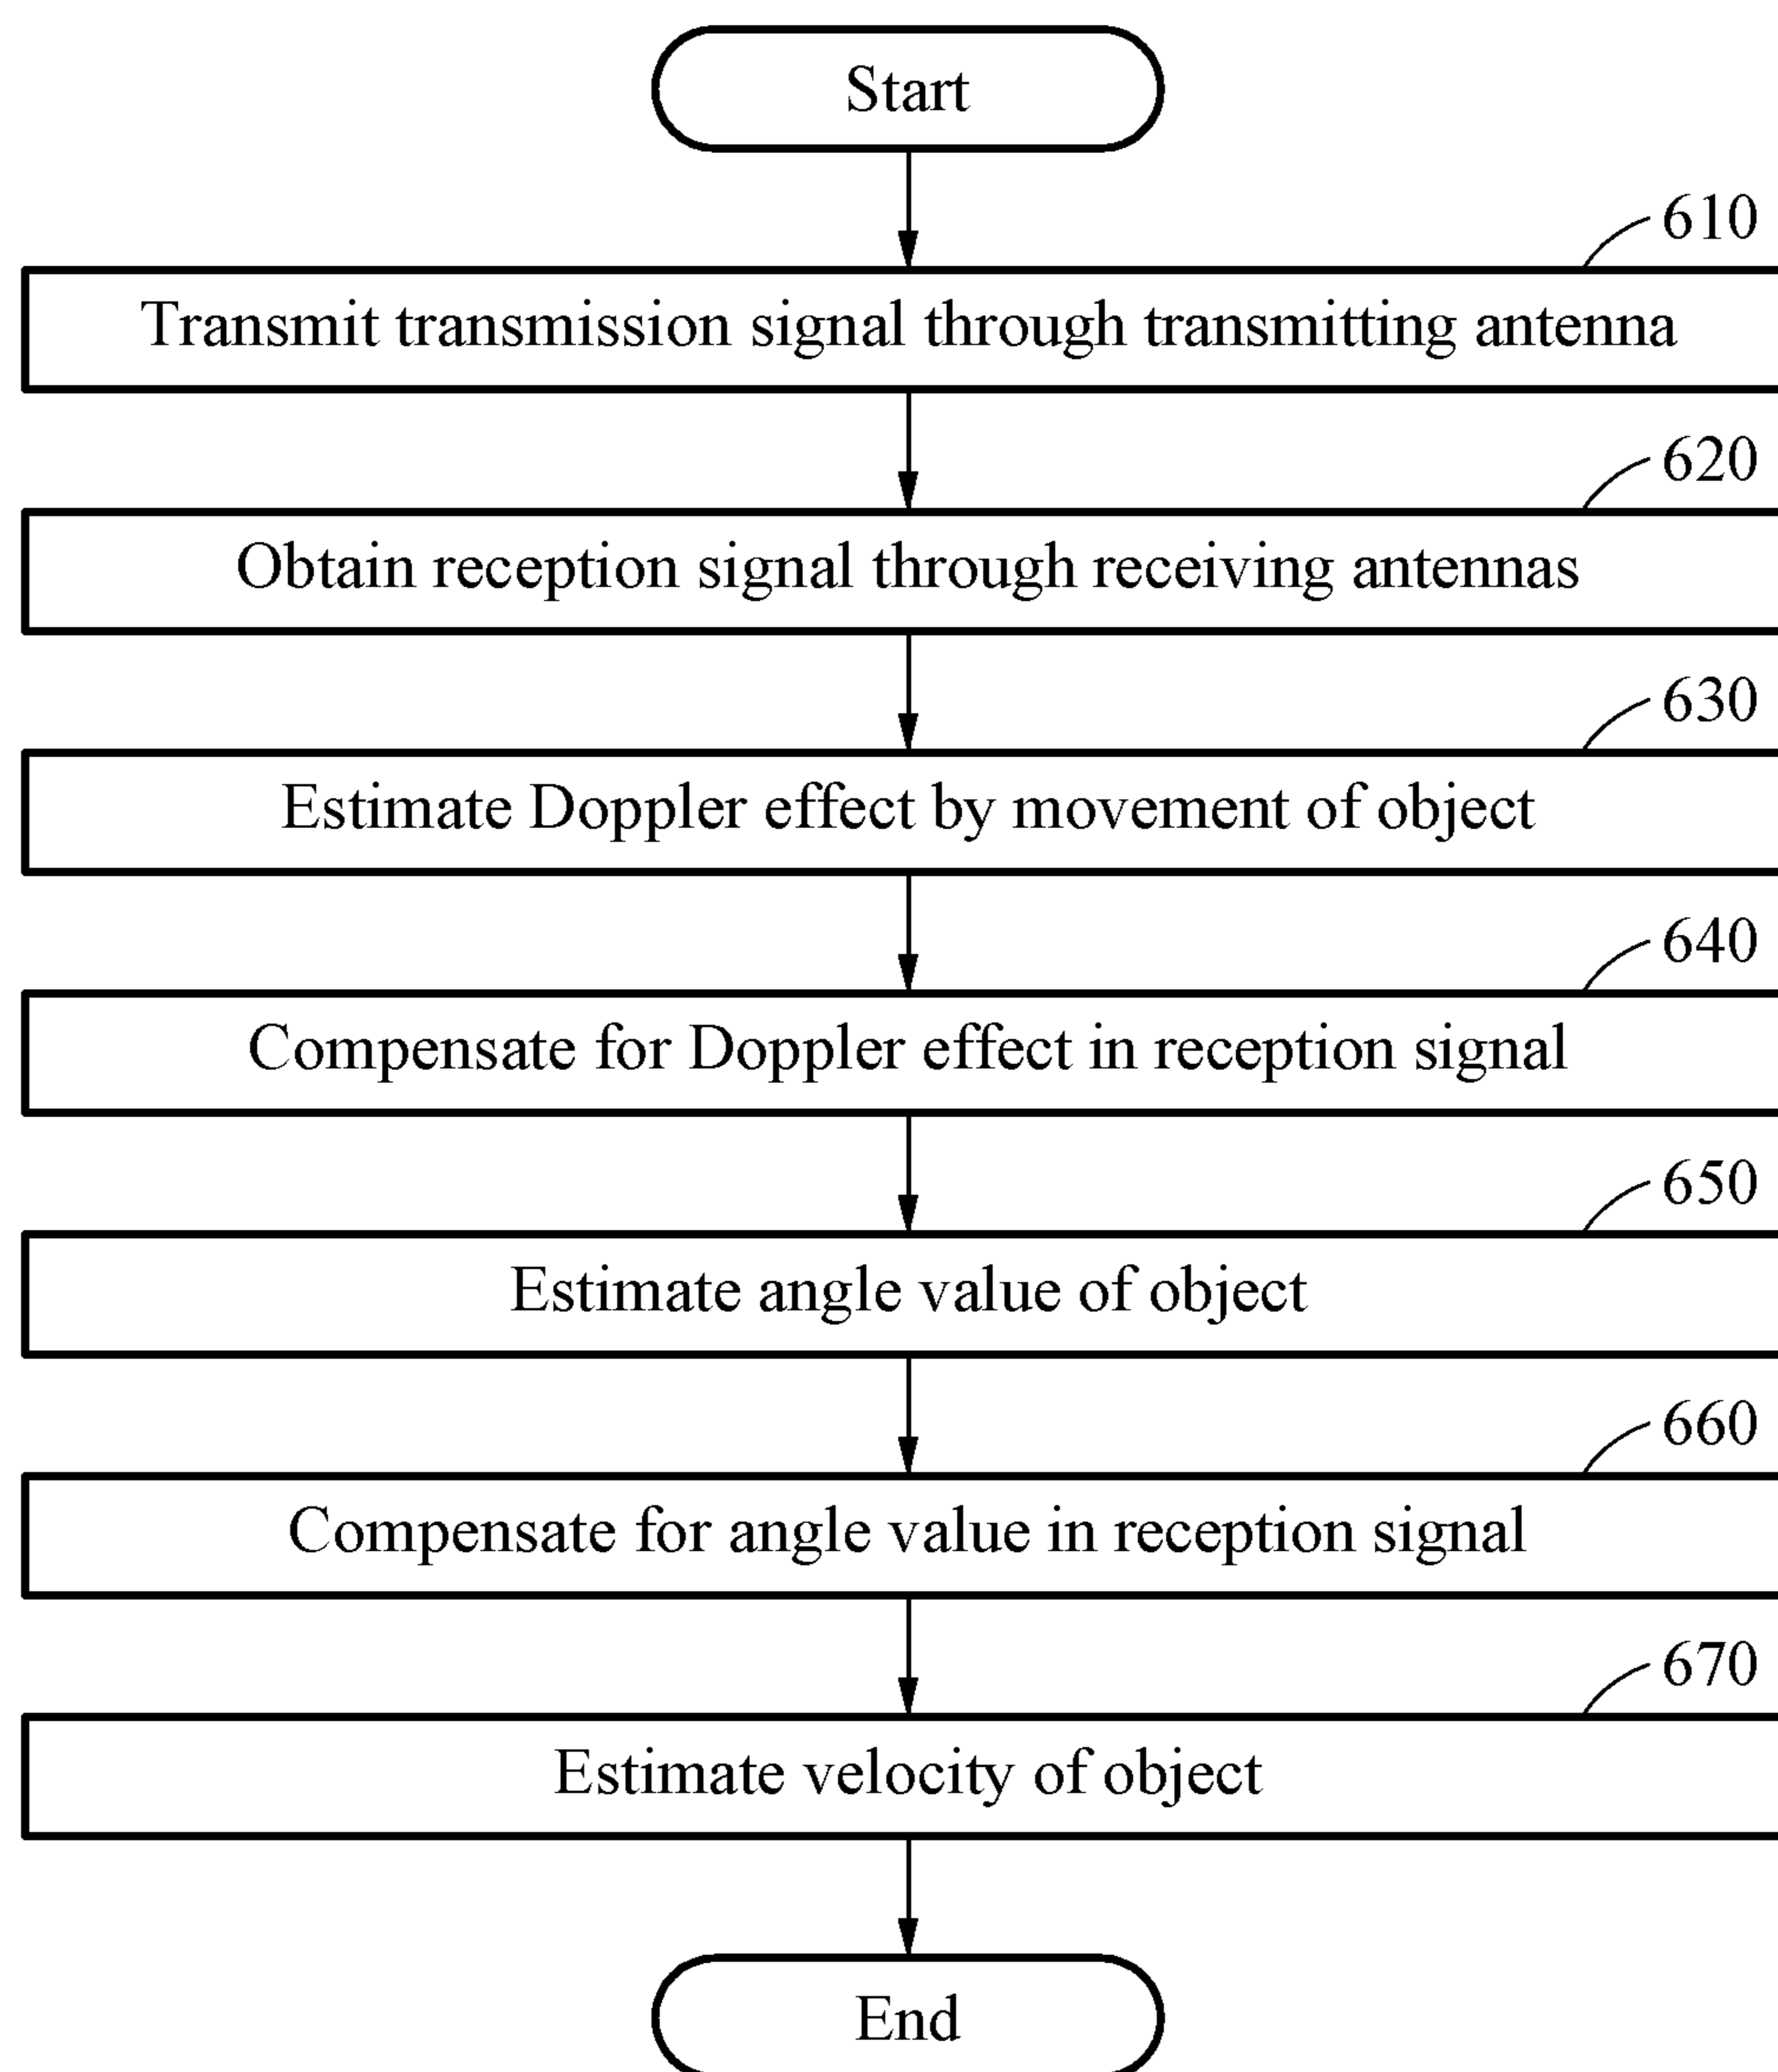 Start
610
Transmit transmission signal through transmitting antenna
620
Obtain reception signal through receiving antennas
630
Estimate Doppler effect by movement of object
640
Compensate for Doppler effect in reception signal
650
Estimate angle value of object
660
Compensate for angle value in reception signal
670
Estimate velocity of object
End